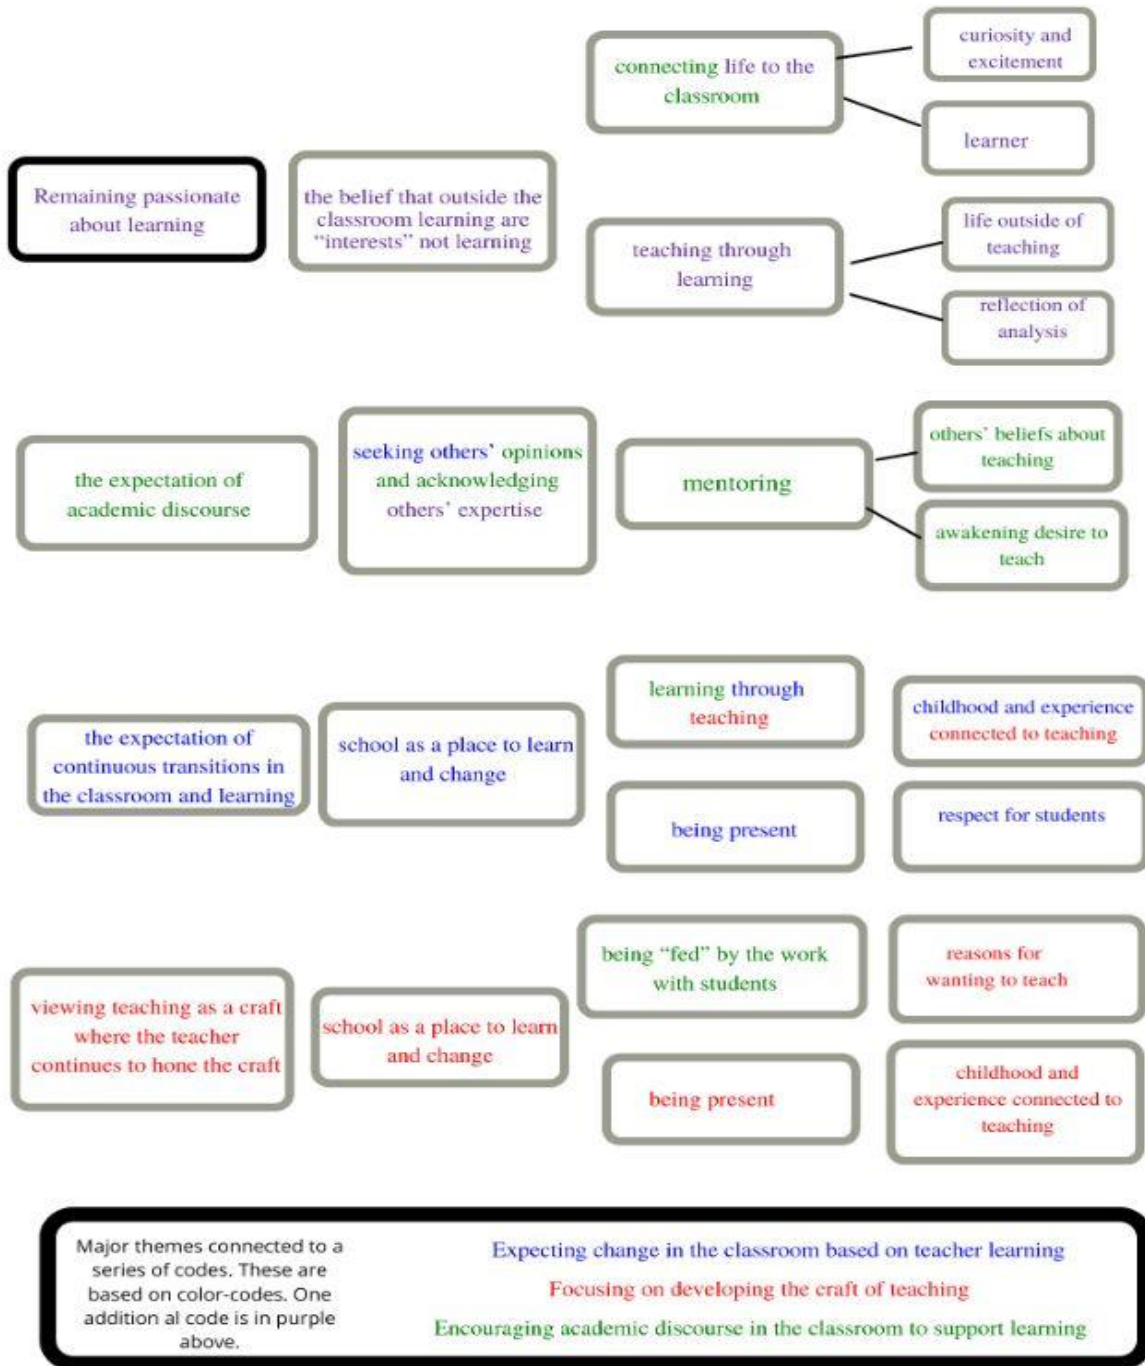 connecting life to the
classroom
curiosity and
excitement
learner
Remaining passionate
about learning
the belief that outside the
classroom learning are
“interests” not learning
teaching through
learning
life outside of
teaching
reflection of
analysis
the expectation of
academic discourse
seeking others’ opinions
and acknowledging
others’ expertise
mentoring
others’ beliefs about
teaching
awakening desire to
teach
the expectation of
continuous transitions in
the classroom and learning
school as a place to learn
and change
learning through
teaching
childhood and experience
connected to teaching
being present
respect for students
viewing teaching as a craft
where the teacher
continues to hone the craft
school as a place to learn
and change
being “fed” by the work
with students
reasons for
wanting to teach
being present
childhood and
experience connected to
teaching
Major themes connected to a
series of codes. These are
based on color-codes. One
addition al code is in purple
above.
Expecting change in the classroom based on teacher learning
Focusing on developing the craft of teaching
Encouraging academic discourse in the classroom to support learning